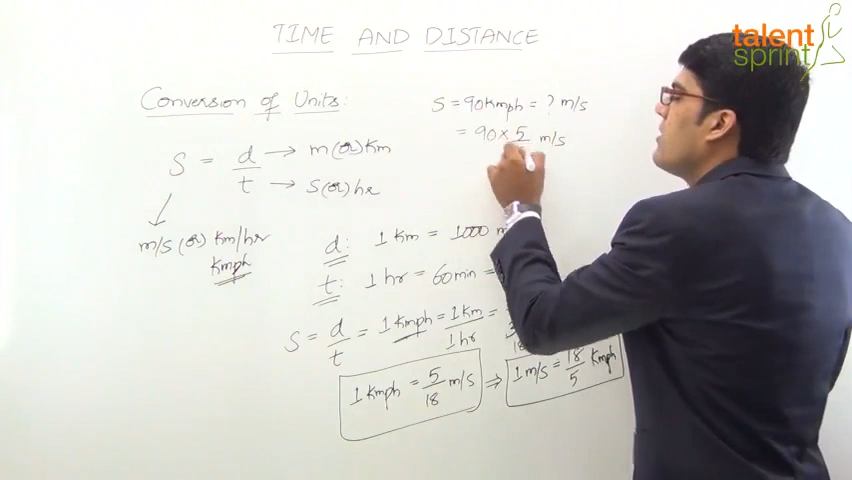 talent
sprint
TIME AND DISTANCE
Conversion of Units:
S = d/t → m (or) km
→ s (or) hr
m/s (or) km/hr
Kmph
S = 90 Kmph = ? m/s
= 90 × 5 m/s
d: 1 km = 1000 m
t: 1 hr = 60 min =
S = d/t = 1 Kmph = 1 km/1 hr =
18
1 Kmph = 5/18 m/s ⇒ 1 m/s = 18/5 Kmph